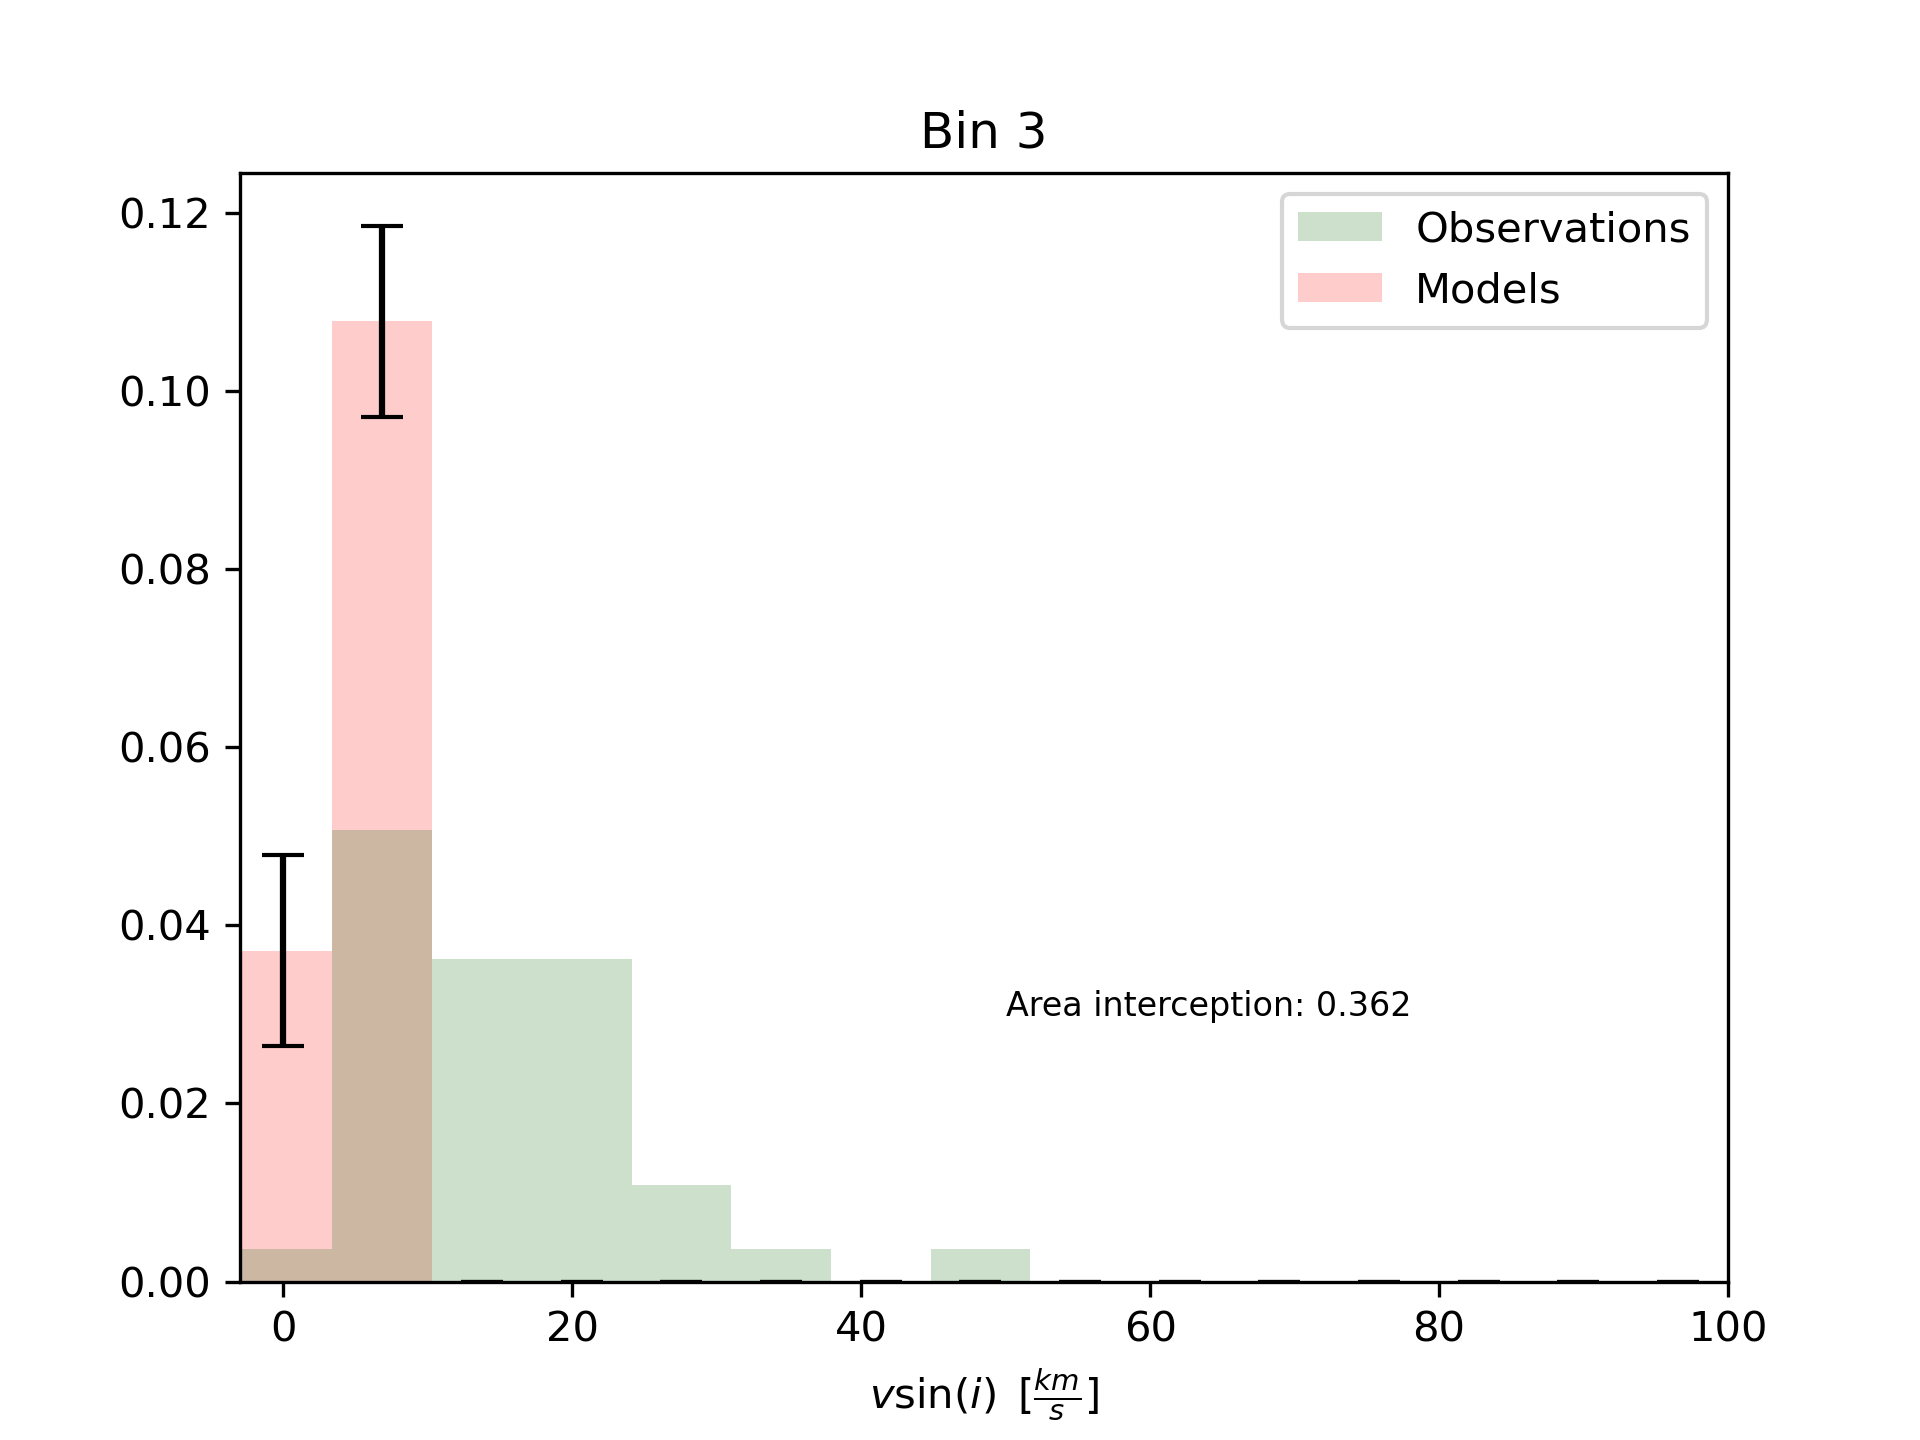 Bin 3
0.12
0.10
0.08
0.06
0.04
0.02
0.00
Observations
Models
Area interception: 0.362
0 20 40 60 80 100
vsin(i) [km/s]